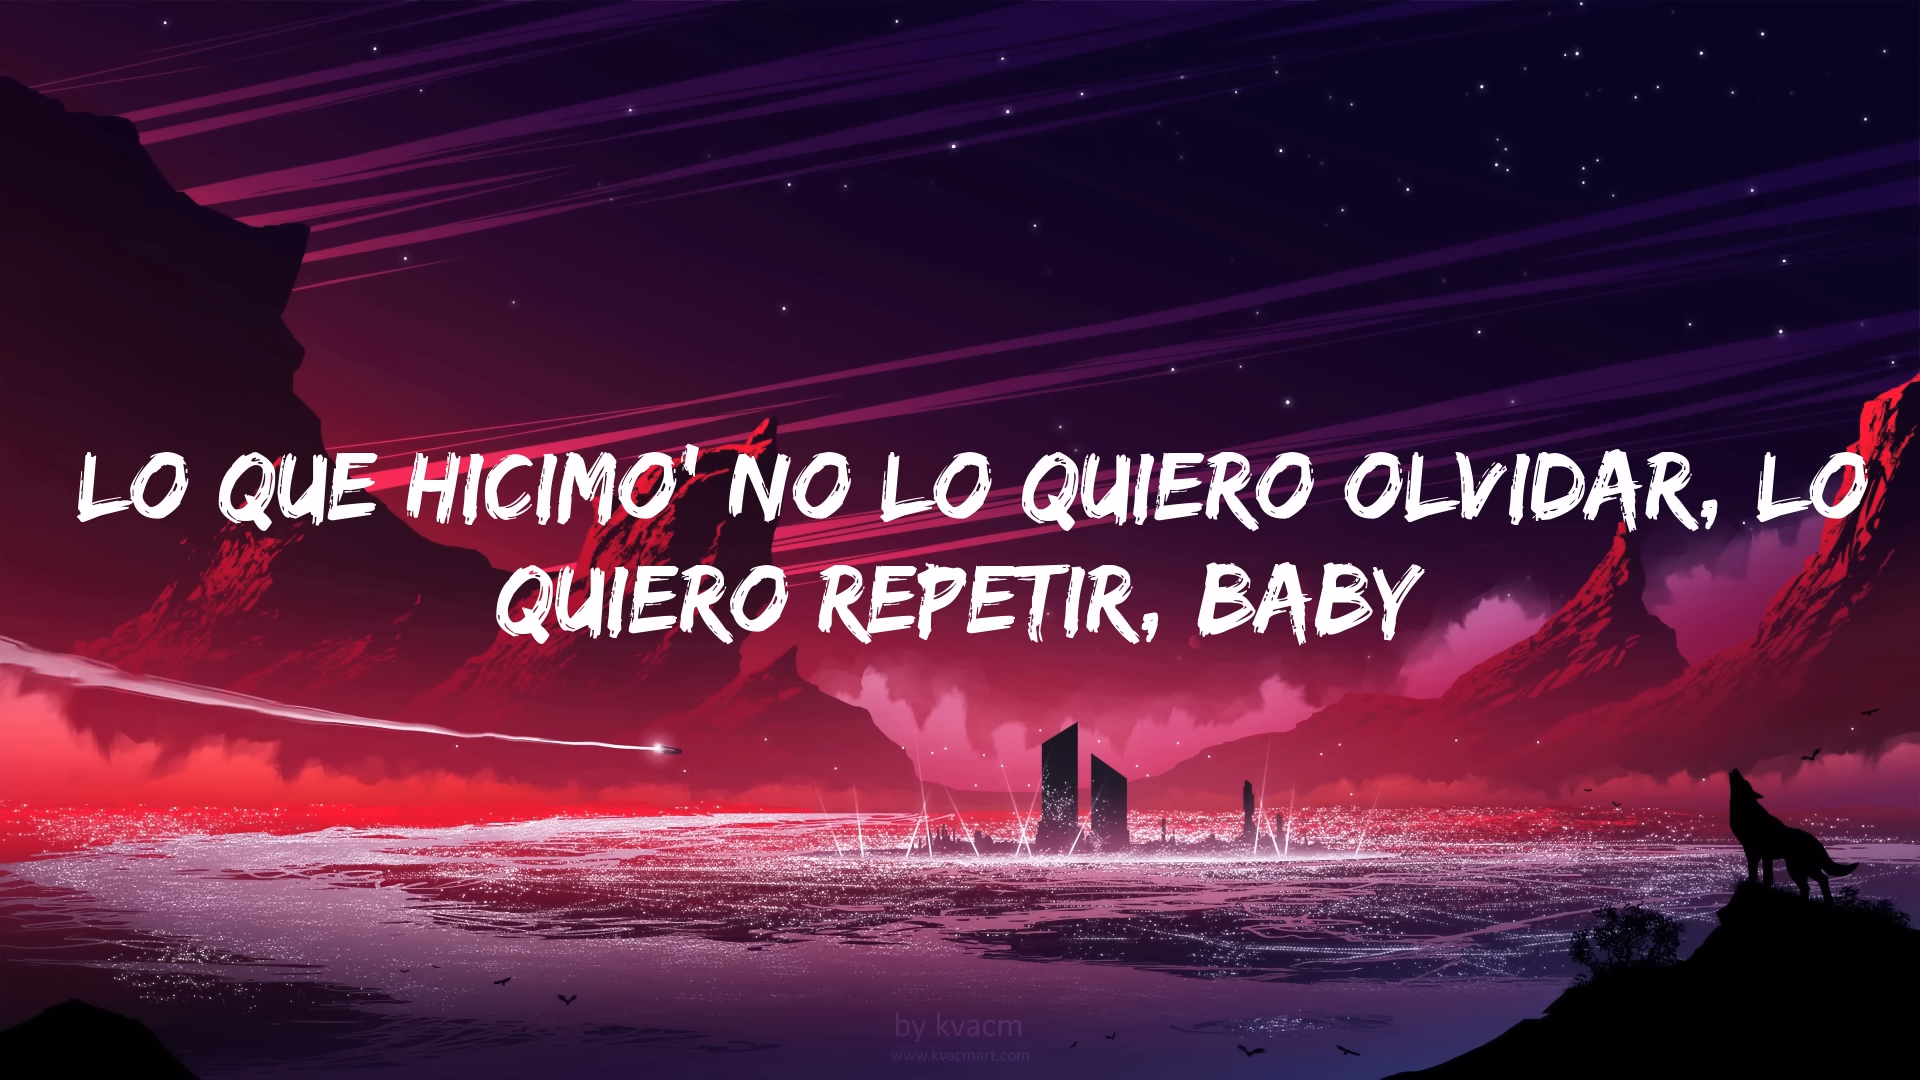 LO QUE HICIMO' NO LO QUIERO OLVIDAR, LO
QUIERO REPETIR, BABY
by kvacm
www.kvacmart.com